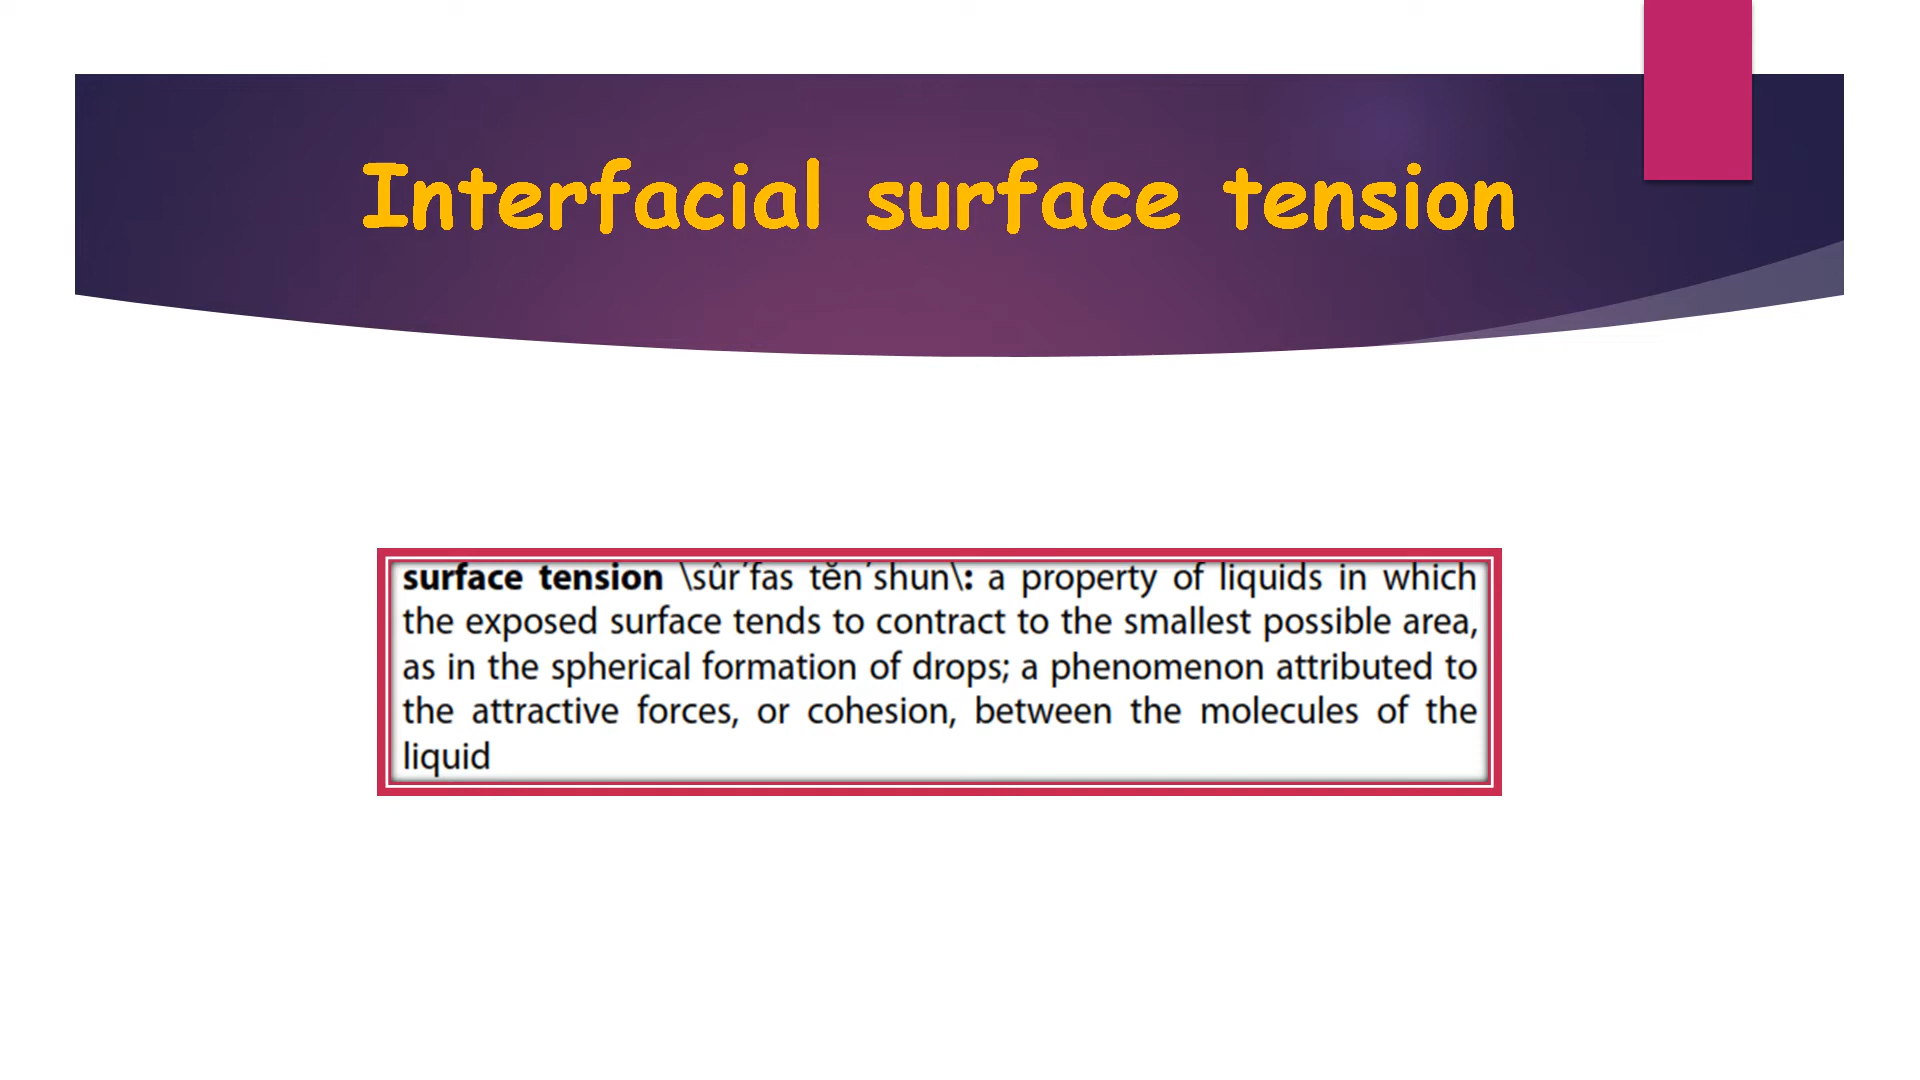 Interfacial surface tension
surface tension \sûr´fas tĕn´shun\: a property of liquids in which
the exposed surface tends to contract to the smallest possible area,
as in the spherical formation of drops; a phenomenon attributed to
the attractive forces, or cohesion, between the molecules of the
liquid